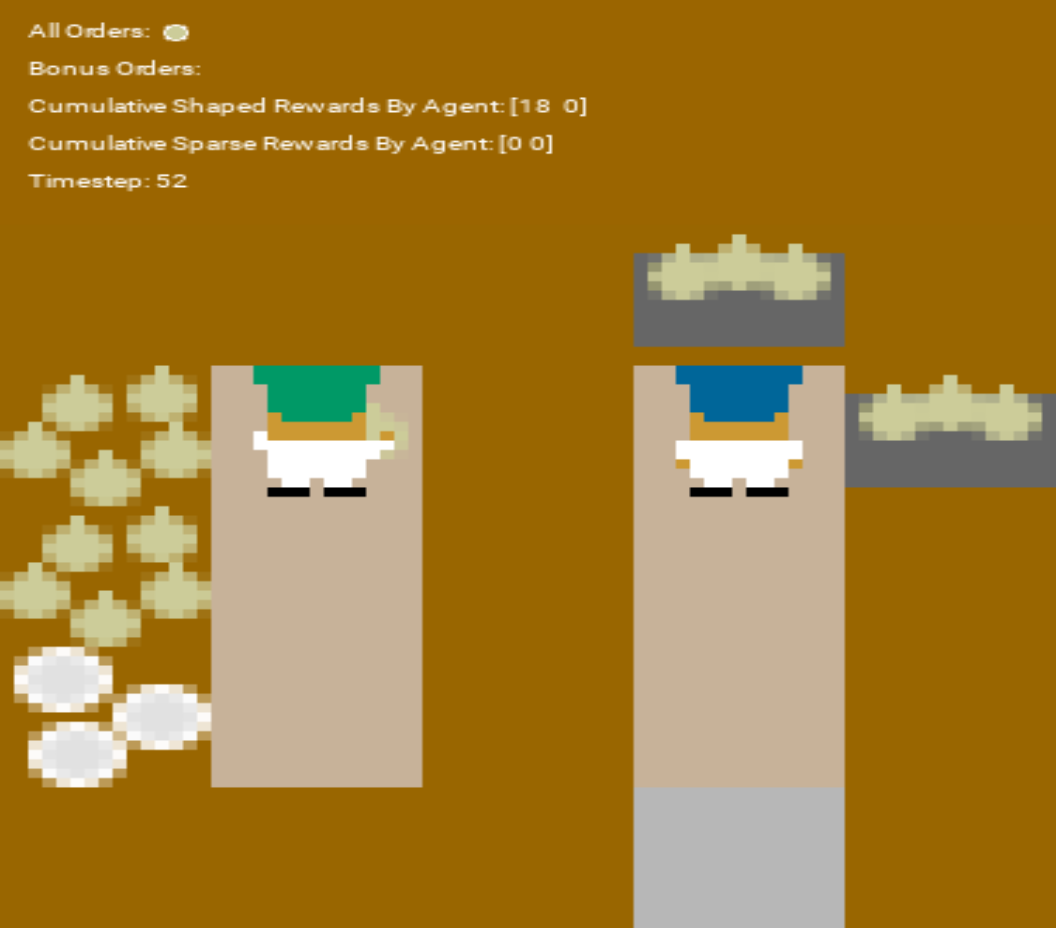 All Orders:
Bonus Orders:
Cumulative Shaped Rewards By Agent: [18 0]
Cumulative Sparse Rewards By Agent: [0 0]
Timestep: 52